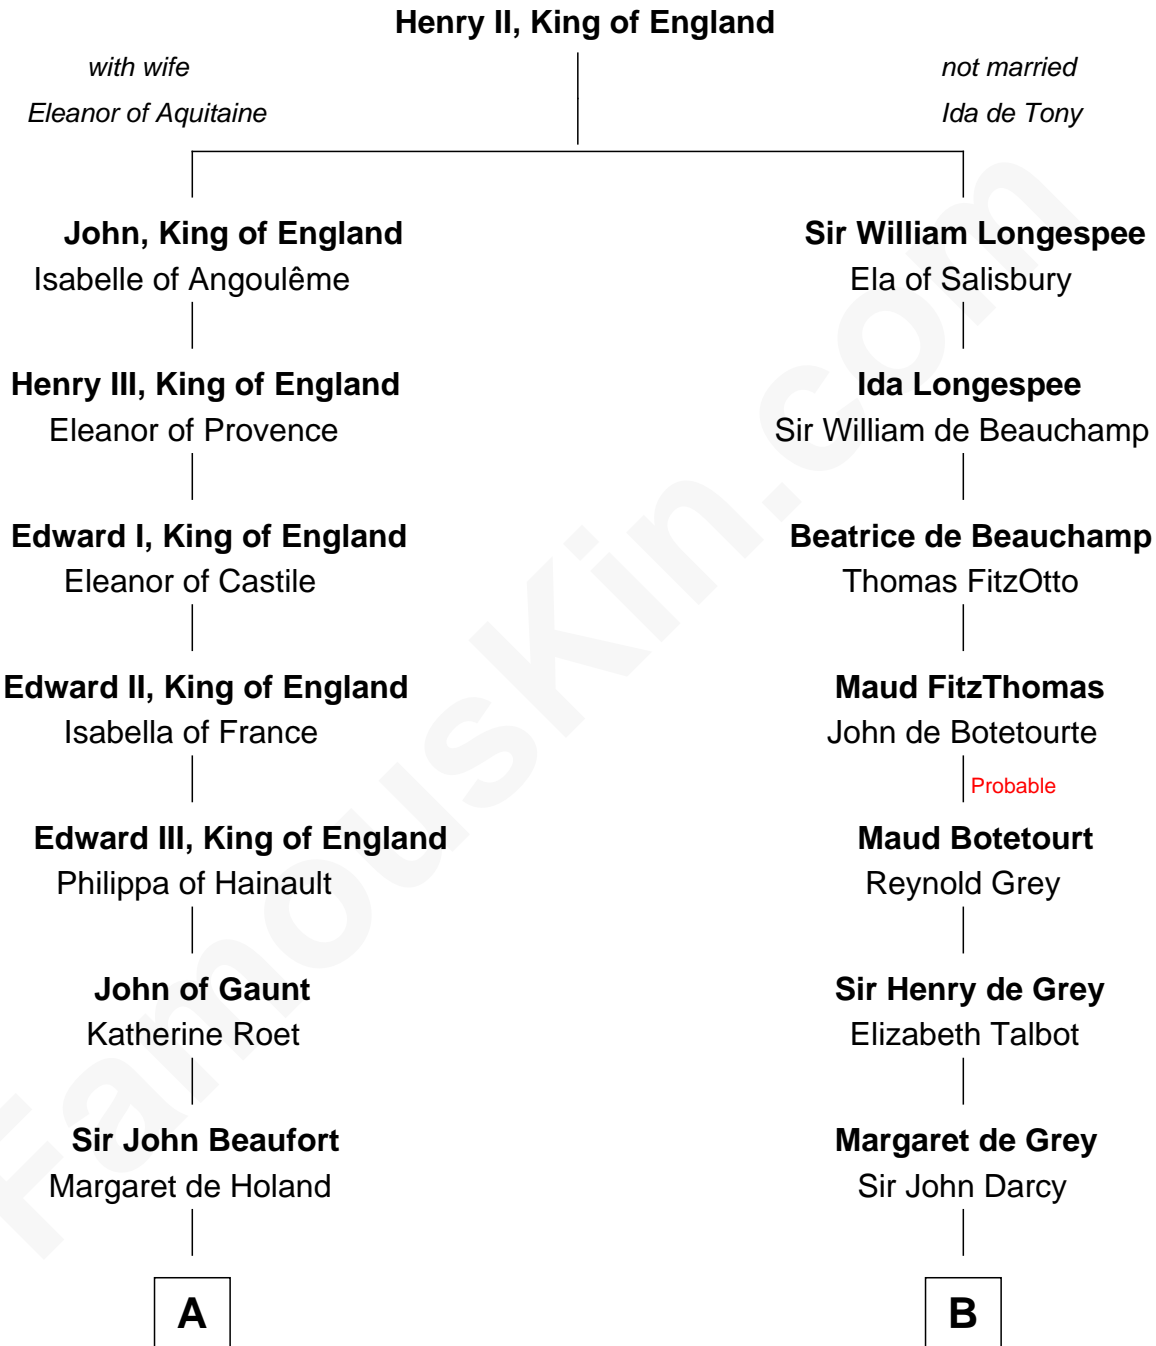 Henry II, King of England
with wife
Eleanor of Aquitaine
not married
Ida de Tony
John, King of England
Isabelle of Angoulême
Sir William Longespee
Ela of Salisbury
Henry III, King of England
Eleanor of Provence
Ida Longespee
Sir William de Beauchamp
Edward I, King of England
Eleanor of Castile
Beatrice de Beauchamp
Thomas FitzOtto
Edward II, King of England
Isabella of France
Maud FitzThomas
John de Botetourte
Probable
Edward III, King of England
Philippa of Hainault
Maud Botetourt
Reynold Grey
John of Gaunt
Katherine Roet
Sir Henry de Grey
Elizabeth Talbot
Sir John Beaufort
Margaret de Holand
Margaret de Grey
Sir John Darcy
A
B
FamousKin.com